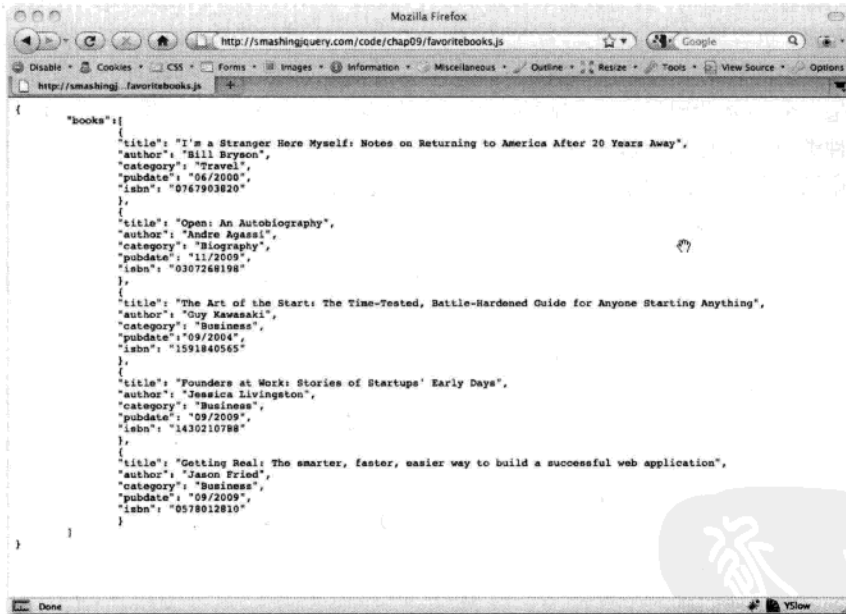 Mozilla Firefox
http://smashingjquery.com/code/chap09/favoritebooks.js
Google
Disable Cookies CSS Forms Images Information Miscellaneous Outline Resize Tools View Source Options
http://smashingj...favoritebooks.js
{
"books":[
{
"title": "I'm a Stranger Here Myself: Notes on Returning to America After 20 Years Away",
"author": "Bill Bryson",
"category": "Travel",
"pubdate": "06/2000",
"isbn": "0767903820"
},
{
"title": "Open: An Autobiography",
"author": "Andre Agassi",
"category": "Biography",
"pubdate": "11/2009",
"isbn": "0307268198"
},
{
"title": "The Art of the Start: The Time-Tested, Battle-Hardened Guide for Anyone Starting Anything",
"author": "Guy Kawasaki",
"category": "Business",
"pubdate":"09/2004",
"isbn": "1591840565"
},
{
"title": "Founders at Work: Stories of Startups' Early Days",
"author": "Jessica Livingston",
"category": "Business",
"pubdate": "09/2009",
"isbn": "1430210788"
},
{
"title": "Getting Real: The smarter, faster, easier way to build a successful web application",
"author": "Jason Fried",
"category": "Business",
"pubdate": "09/2009",
"isbn": "0578012810"
}
]
}
Done
YSlow